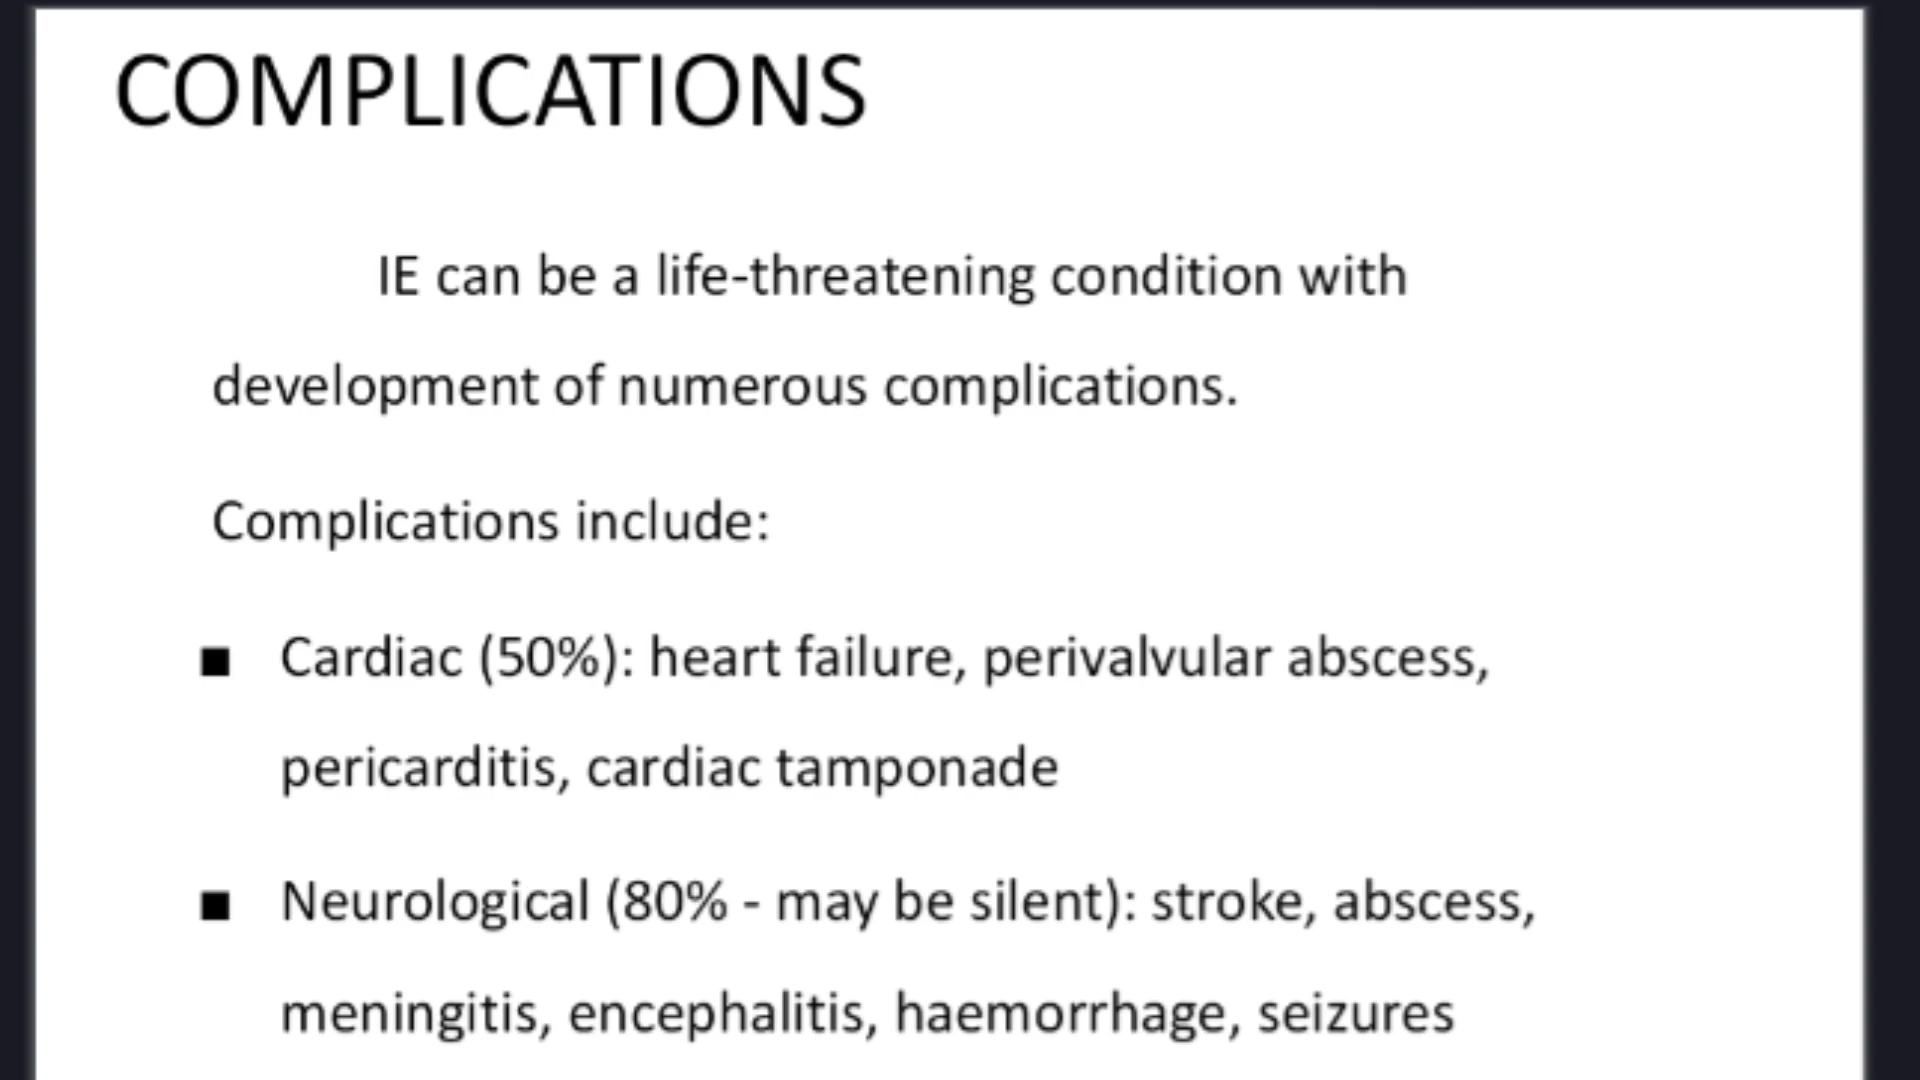 COMPLICATIONS
IE can be a life-threatening condition with
development of numerous complications.
Complications include:
■ Cardiac (50%): heart failure, perivalvular abscess,
pericarditis, cardiac tamponade
■ Neurological (80% - may be silent): stroke, abscess,
meningitis, encephalitis, haemorrhage, seizures